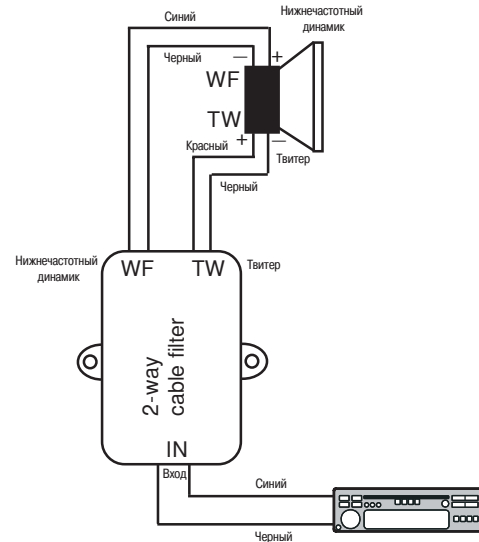 Синий
Нижнечастотный
динамик
Черный
— +
WF
TW
+ —
Красный
Твитер
Черный
Нижнечастотный
динамик
WF TW
Твитер
2-way
cable filter
IN
Вход
Синий
Черный